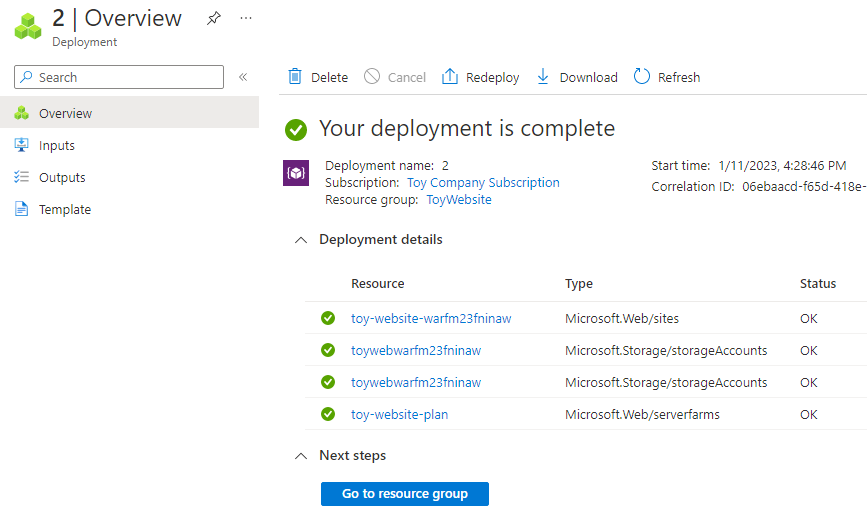 2 | Overview
...
Deployment
Search
«
Overview
Inputs
Outputs
Template
Delete
Cancel
Redeploy
Download
Refresh
Your deployment is complete
Deployment name: 2
Subscription: Toy Company Subscription
Resource group: ToyWebsite
Start time: 1/11/2023, 4:28:46 PM
Correlation ID: 06ebaacd-f65d-418e-
Deployment details
Resource Type Status
toy-website-warfm23fninaw Microsoft.Web/sites OK
toywebwarfm23fninaw Microsoft.Storage/storageAccounts OK
toywebwarfm23fninaw Microsoft.Storage/storageAccounts OK
toy-website-plan Microsoft.Web/serverfarms OK
Next steps
Go to resource group